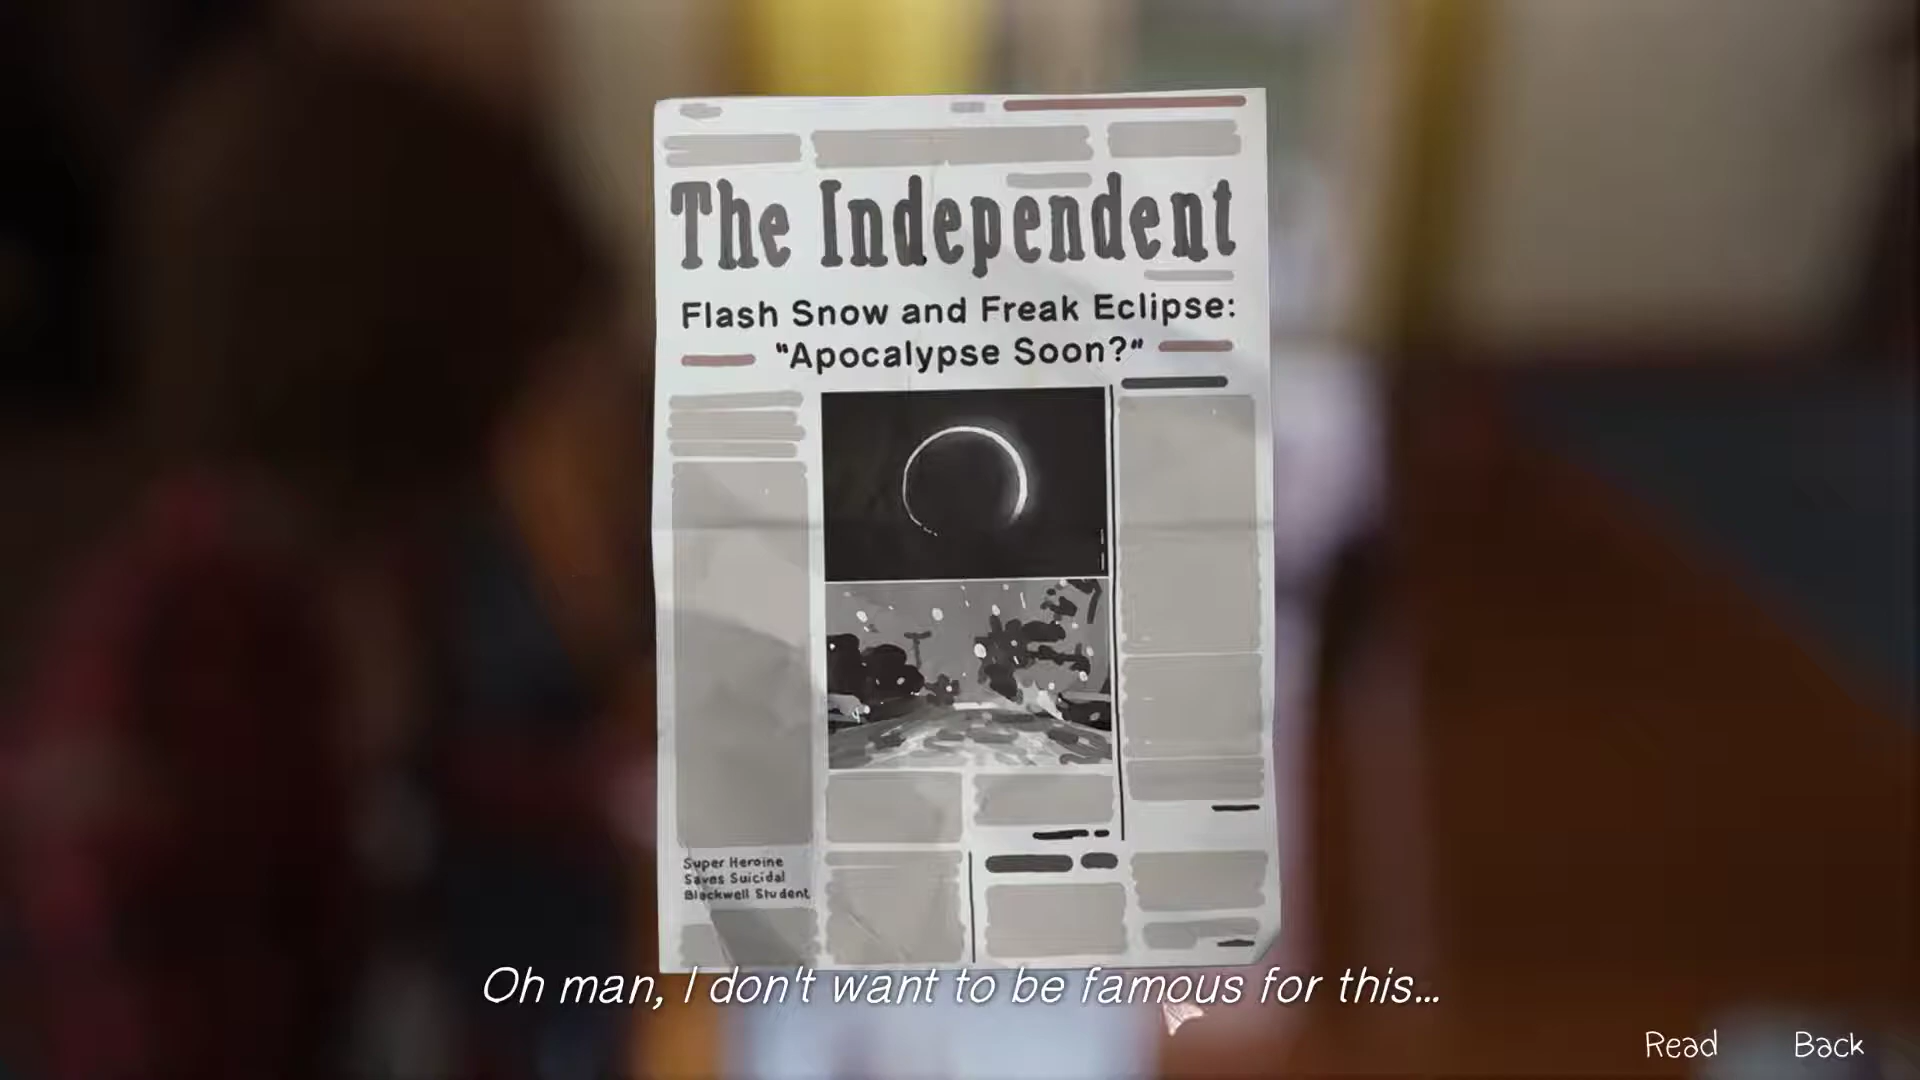 The Independent
Flash Snow and Freak Eclipse:
"Apocalypse Soon?"
Super Heroine
Saves Suicidal
Blackwell Student
Oh man, I don't want to be famous for this...
Read Back